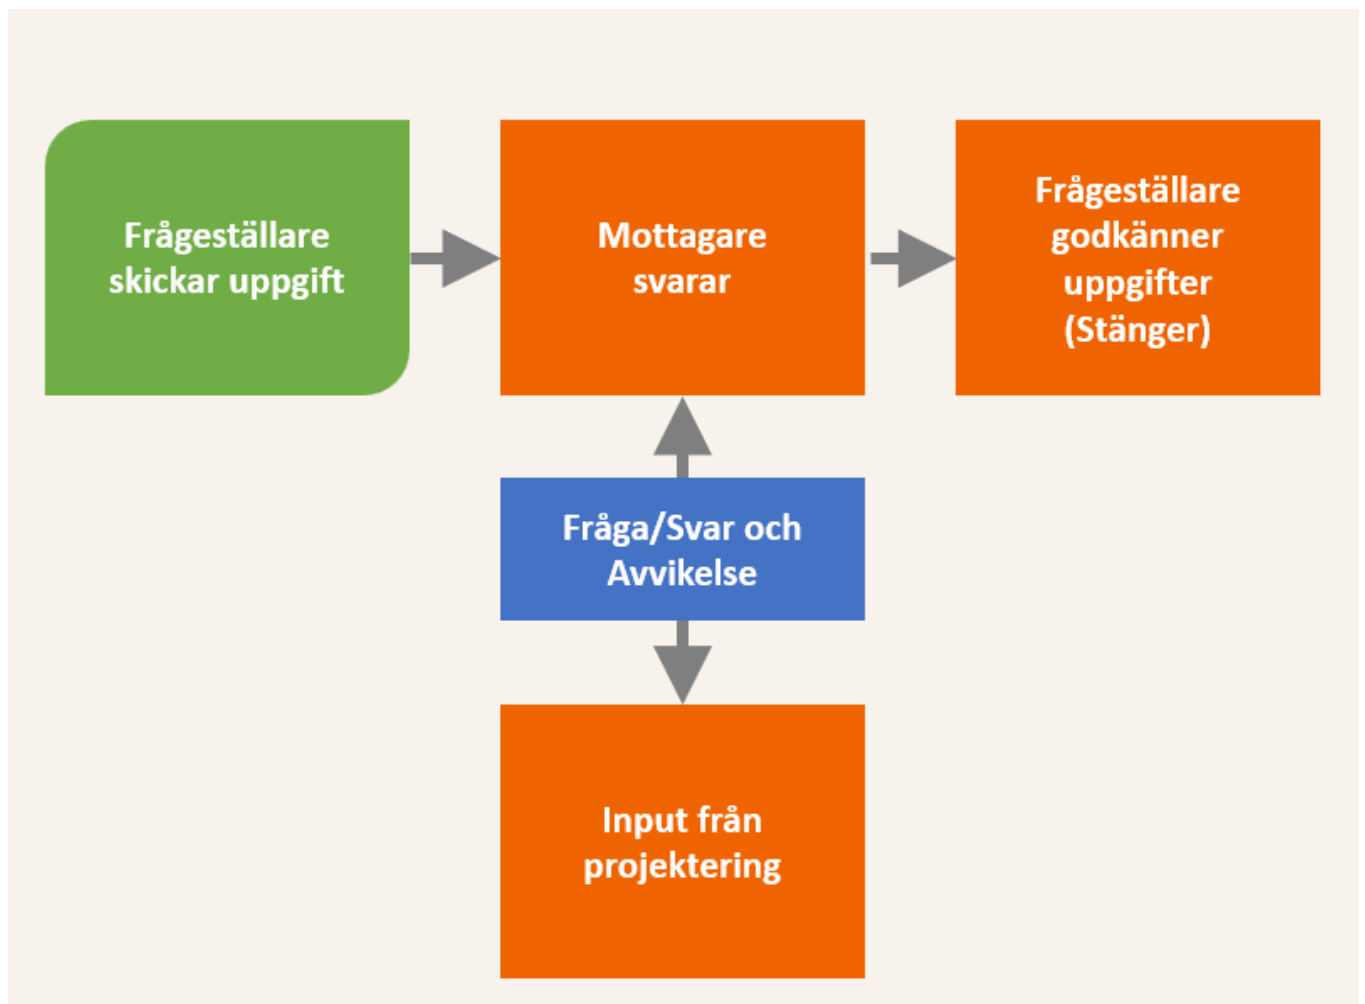 Frågeställare
skickar uppgift
Mottagare
svarar
Frågeställare
godkänner
uppgifter
(Stänger)
Fråga/Svar och
Avvikelse
Input från
projektering